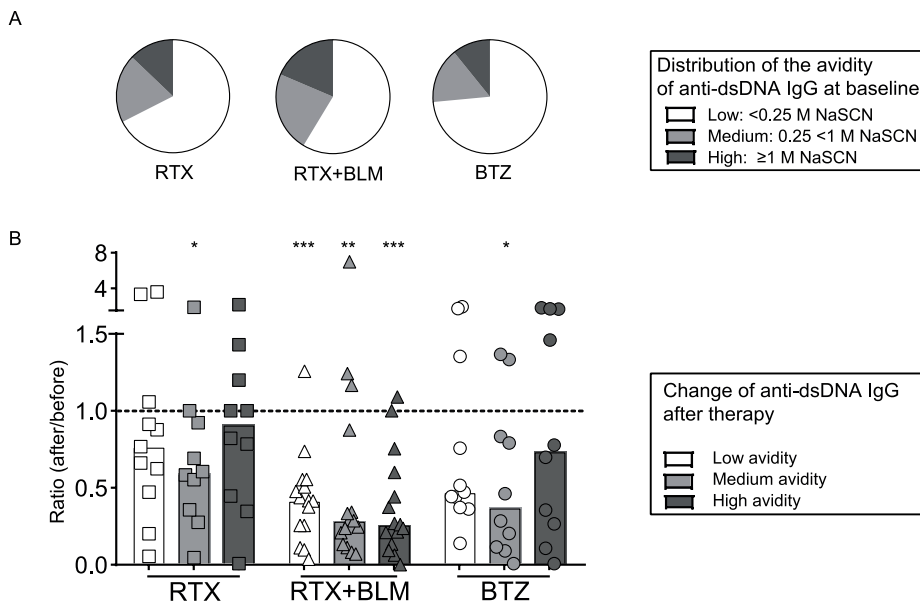 A
RTX
RTX+BLM
BTZ
Distribution of the avidity
of anti-dsDNA IgG at baseline
Low: <0.25 M NaSCN
Medium: 0.25 <1 M NaSCN
High: ≥1 M NaSCN
B
* *** ** *** *
8
4
1.5
1.0
0.5
0.0
Ratio (after/before)
RTX
RTX+BLM
BTZ
Change of anti-dsDNA IgG
after therapy
Low avidity
Medium avidity
High avidity